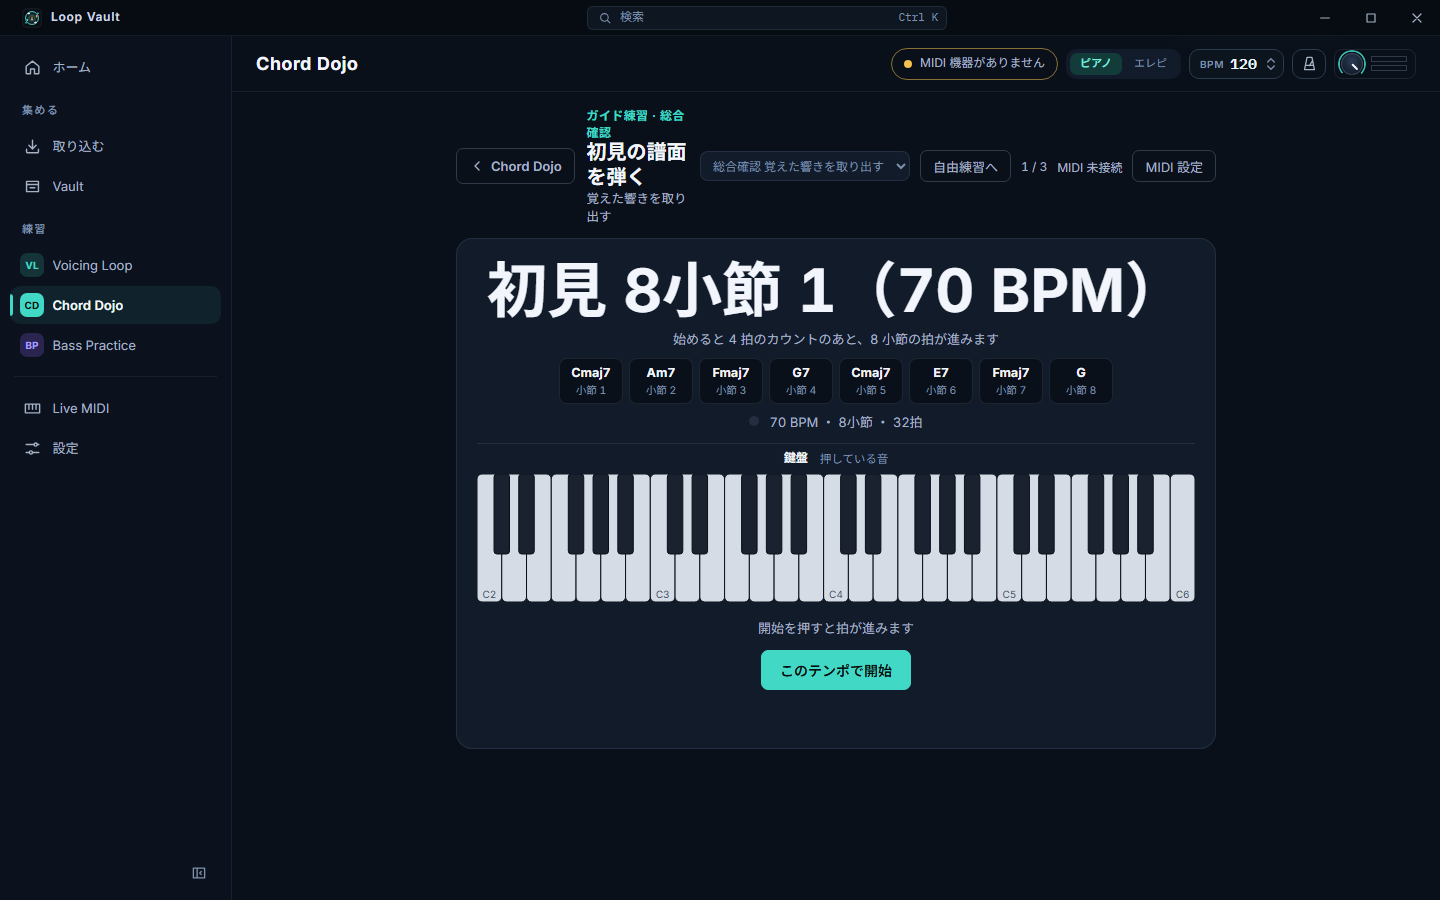 Loop Vault
検索
Ctrl K
ホーム
集める
取り込む
Vault
練習
VL Voicing Loop
CD Chord Dojo
BP Bass Practice
Live MIDI
設定
Chord Dojo
MIDI 機器がありません
ピアノ
エレピ
BPM 120
Chord Dojo
ガイド練習 · 総合
確認
初見の譜面
を弾く
覚えた響きを取り
出す
総合確認 覚えた響きを取り出す
自由練習へ
1 / 3
MIDI 未接続
MIDI 設定
初見 8小節 1（70 BPM）
始めると 4 拍のカウントのあと、8 小節の拍が進みます
Cmaj7 Am7 Fmaj7 G7 Cmaj7 E7 Fmaj7 G
小節 1 小節 2 小節 3 小節 4 小節 5 小節 6 小節 7 小節 8
70 BPM ・ 8小節 ・ 32拍
鍵盤 押している音
C2 C3 C4 C5 C6
開始を押すと拍が進みます
このテンポで開始